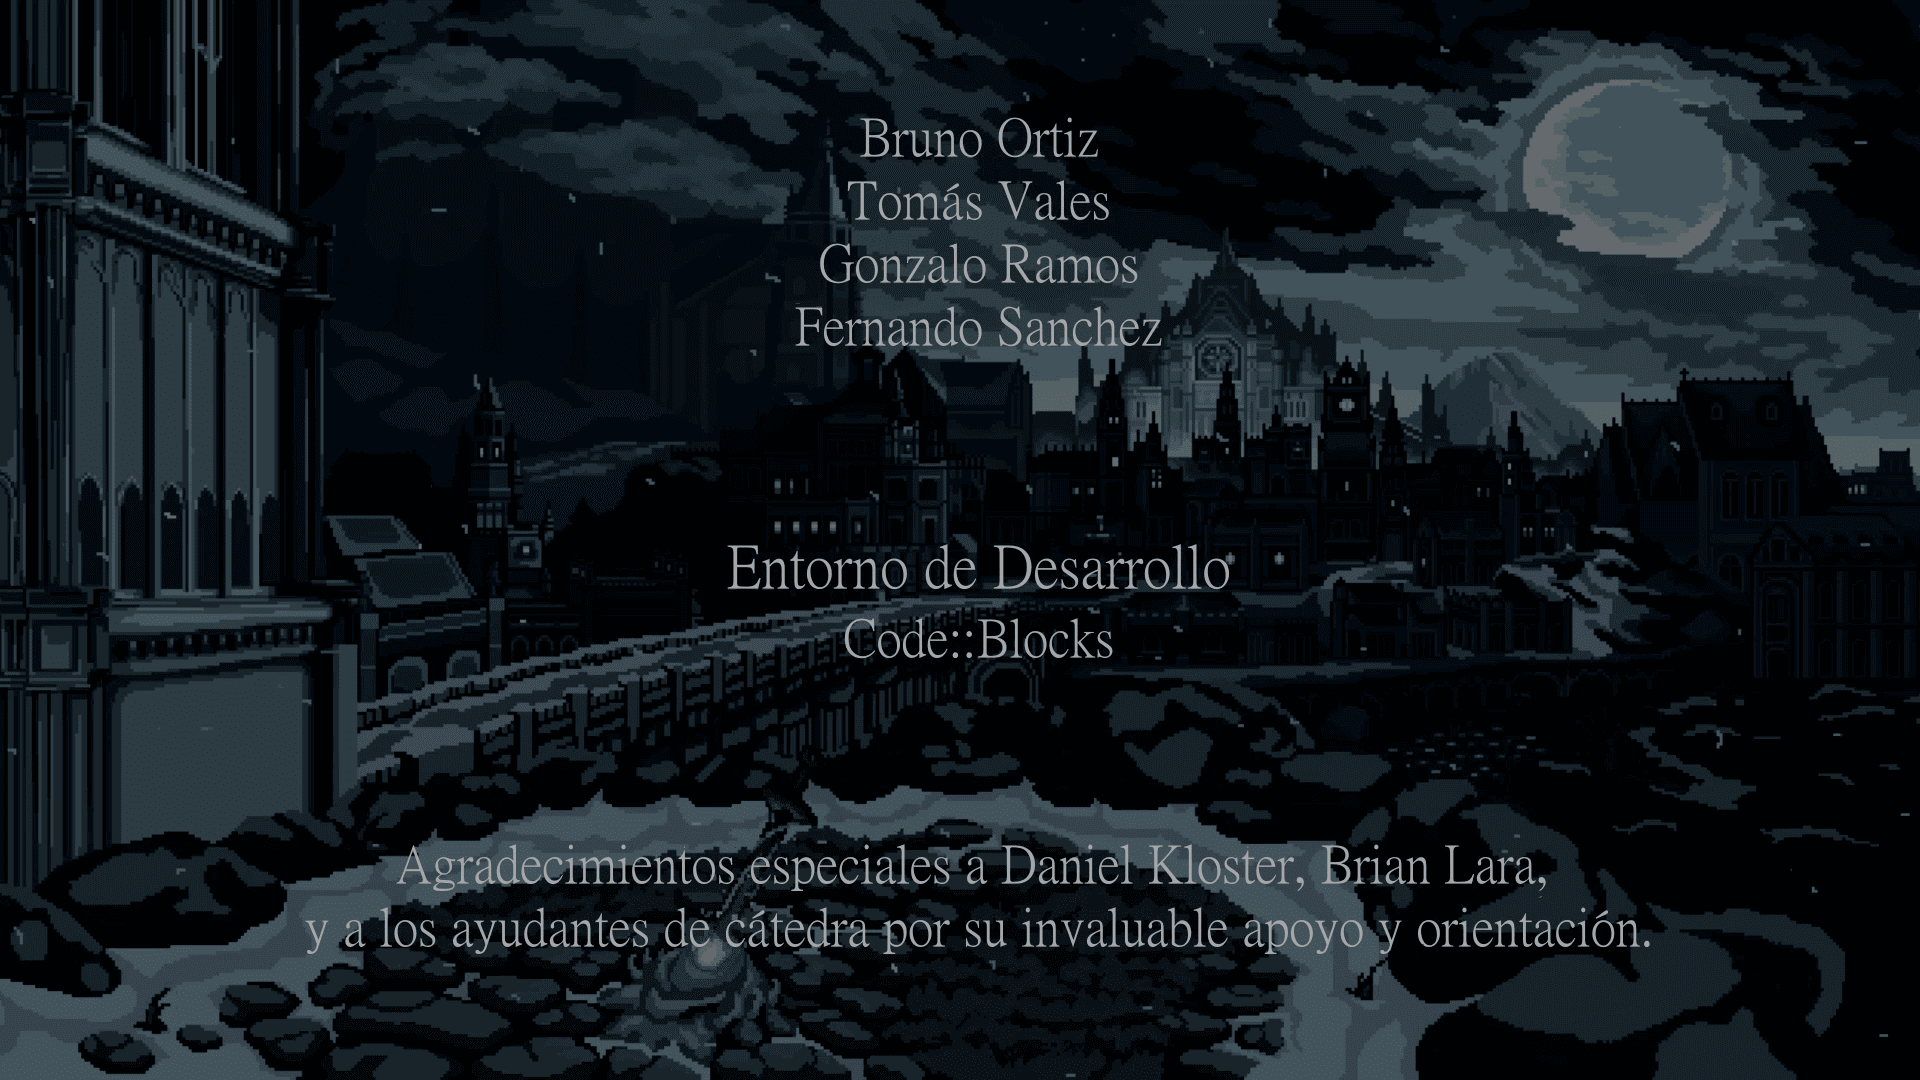 Bruno Ortiz
Tomás Vales
Gonzalo Ramos
Fernando Sanchez
Entorno de Desarrollo
Code::Blocks
Agradecimientos especiales a Daniel Kloster, Brian Lara,
y a los ayudantes de cátedra por su invaluable apoyo y orientación.